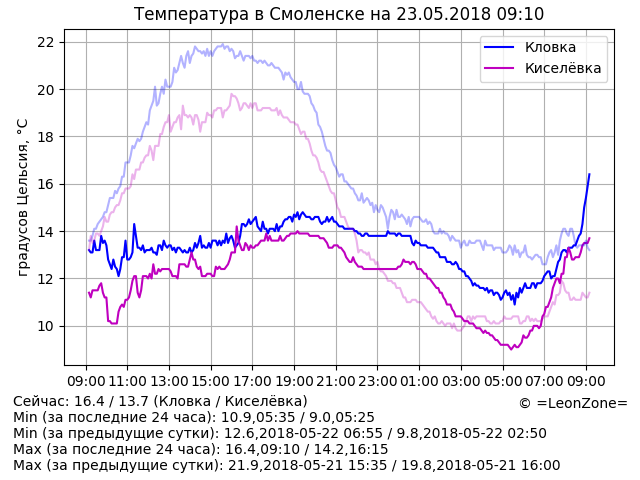 Температура в Смоленске на 23.05.2018 09:10
градусов Цельсия, °C
22
20
18
16
14
12
10
Кловка
Киселёвка
09:00 11:00 13:00 15:00 17:00 19:00 21:00 23:00 01:00 03:00 05:00 07:00 09:00
Сейчас: 16.4 / 13.7 (Кловка / Киселёвка)
© =LeonZone=
Min (за последние 24 часа): 10.9,05:35 / 9.0,05:25
Min (за предыдущие сутки): 12.6,2018-05-22 06:55 / 9.8,2018-05-22 02:50
Max (за последние 24 часа): 16.4,09:10 / 14.2,16:15
Max (за предыдущие сутки): 21.9,2018-05-21 15:35 / 19.8,2018-05-21 16:00